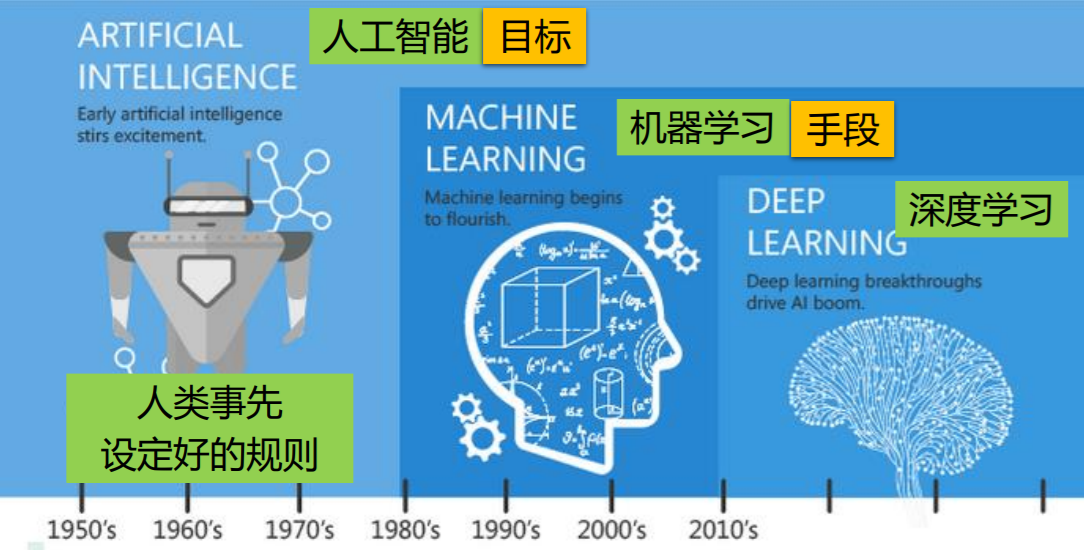 ARTIFICIAL
INTELLIGENCE
人工智能 目标
Early artificial intelligence
stirs excitement.
人类事先
设定好的规则
MACHINE
LEARNING
机器学习 手段
Machine learning begins
to flourish.
DEEP
LEARNING
深度学习
Deep learning breakthroughs
drive AI boom.
1950's 1960's 1970's 1980's 1990's 2000's 2010's